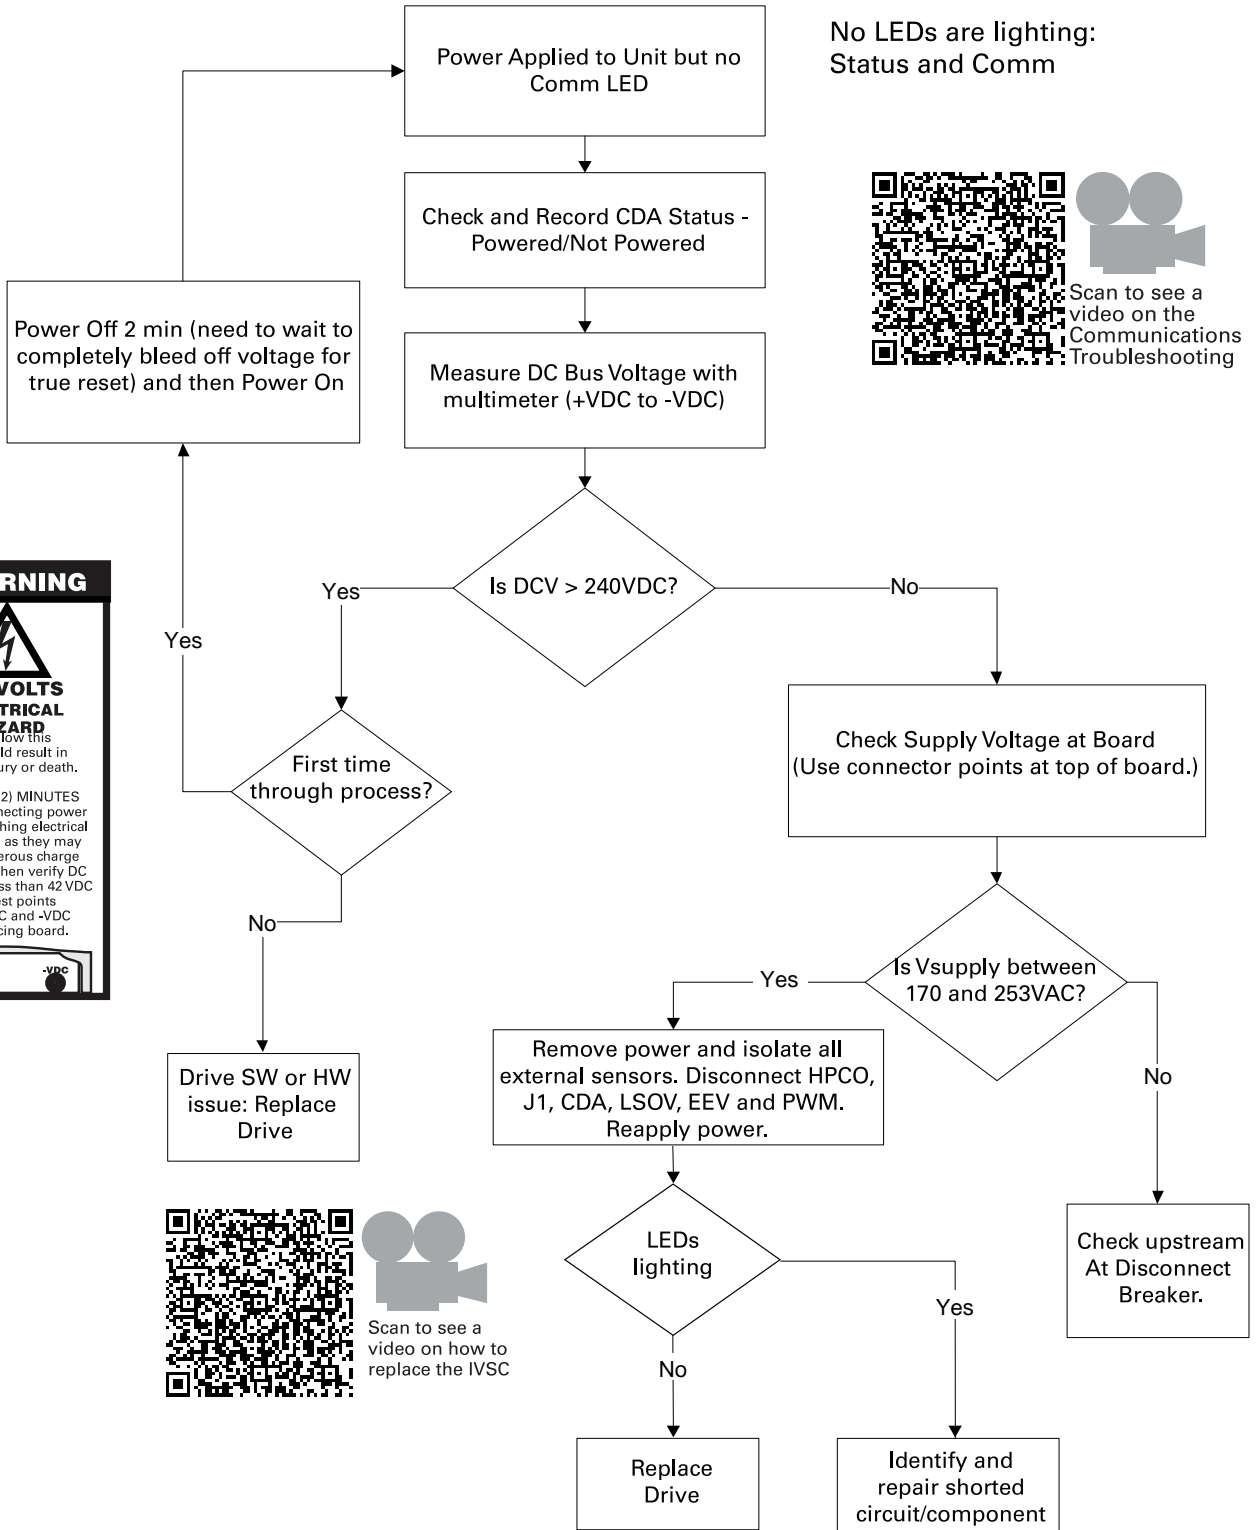 No LEDs are lighting:
Status and Comm
Power Applied to Unit but no
Comm LED
Check and Record CDA Status -
Powered/Not Powered
Scan to see a
video on the
Communications
Troubleshooting
Power Off 2 min (need to wait to
completely bleed off voltage for
true reset) and then Power On
Measure DC Bus Voltage with
multimeter (+VDC to -VDC)
Is DCV > 240VDC?
Yes
No
Yes
RNING
VOLTS
TRICAL
ZARD
low this
ld result in
ury or death.
2) MINUTES
necting power
hing electrical
as they may
erous charge
hen verify DC
ss than 42 VDC
est points
C and -VDC
cing board.
-VDC
First time
through process?
No
Check Supply Voltage at Board
(Use connector points at top of board.)
Is Vsupply between
170 and 253VAC?
Yes
No
Drive SW or HW
issue: Replace
Drive
Remove power and isolate all
external sensors. Disconnect HPCO,
J1, CDA, LSOV, EEV and PWM.
Reapply power.
LEDs
lighting
Check upstream
At Disconnect
Breaker.
Yes
No
Scan to see a
video on how to
replace the IVSC
Replace
Drive
Identify and
repair shorted
circuit/component